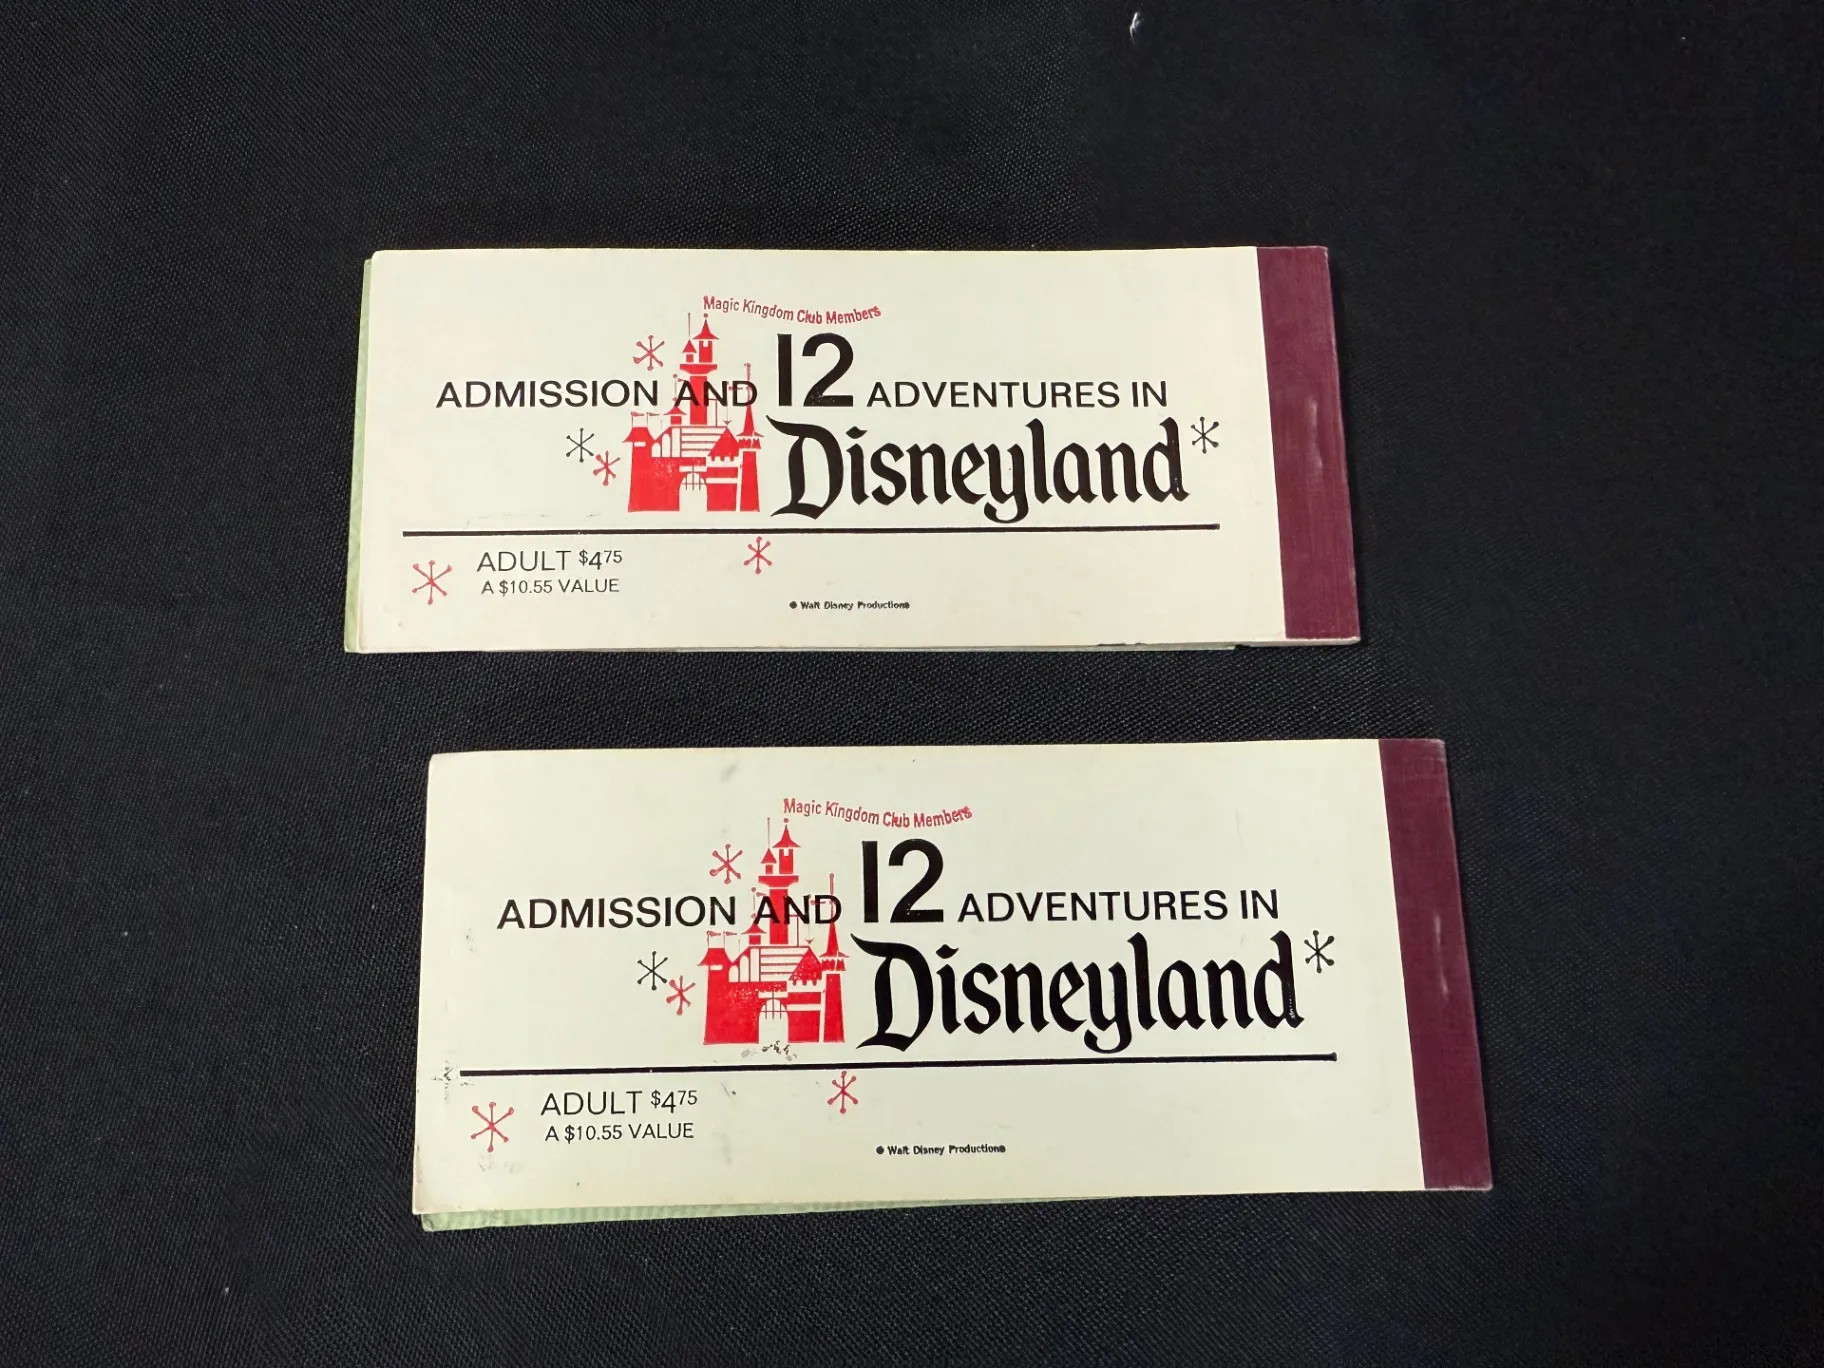 Magic Kingdom Club Members
ADMISSION AND 12 ADVENTURES IN
Disneyland
ADULT $4.75
A $10.55 VALUE
© Walt Disney Productions
Magic Kingdom Club Members
ADMISSION AND 12 ADVENTURES IN
Disneyland
ADULT $4.75
A $10.55 VALUE
© Walt Disney Productions